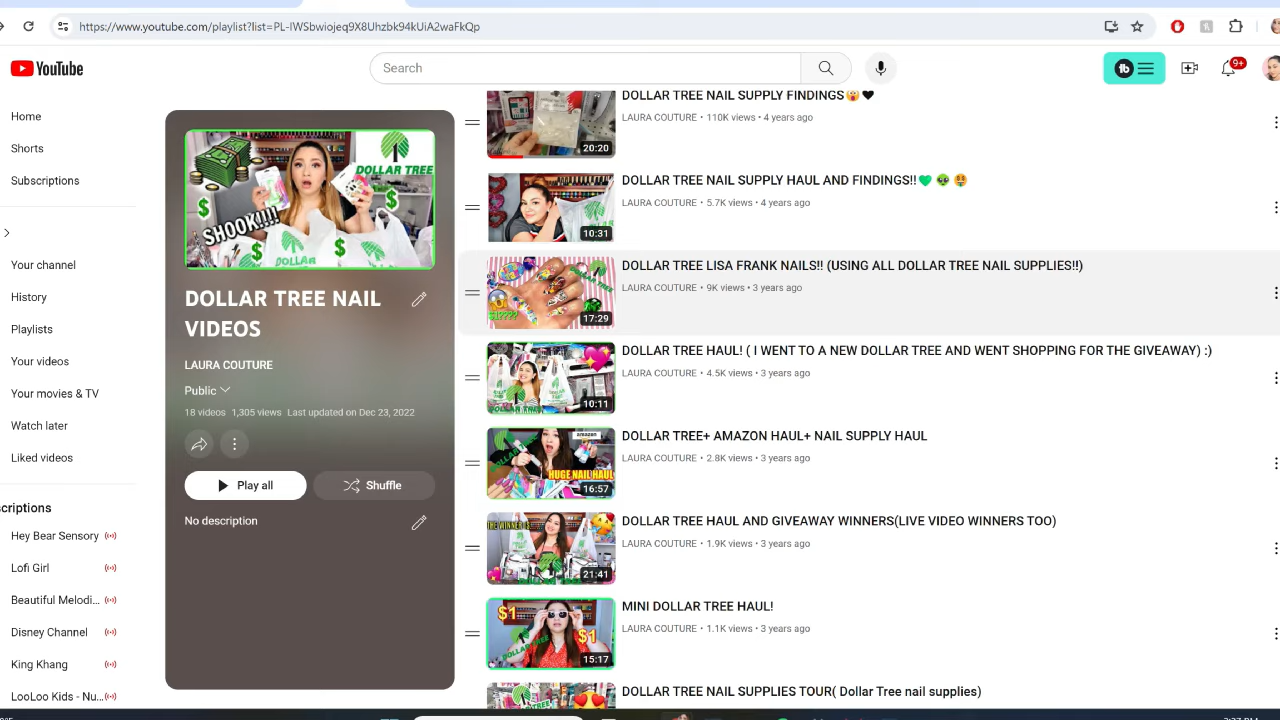 https://www.youtube.com/playlist?list=PL-IWSbwiojeq9X8Uhzbk94kUiA2waFkQp
YouTube
Search
9+
Home
Shorts
Subscriptions
Your channel
History
Playlists
Your videos
Your movies & TV
Watch later
Liked videos
criptions
Hey Bear Sensory
Lofi Girl
Beautiful Melodi...
Disney Channel
King Khang
LooLoo Kids - Nu...
DOLLAR TREE
SHOOK!!!!
DOLLAR TREE NAIL
VIDEOS
LAURA COUTURE
Public
18 videos 1,305 views Last updated on Dec 23, 2022
Play all
Shuffle
No description
DOLLAR TREE NAIL SUPPLY FINDINGS😱🖤
LAURA COUTURE • 110K views • 4 years ago
20:20
DOLLAR TREE NAIL SUPPLY HAUL AND FINDINGS!!💚 👽 🤑
LAURA COUTURE • 5.7K views • 4 years ago
10:31
DOLLAR TREE LISA FRANK NAILS!! (USING ALL DOLLAR TREE NAIL SUPPLIES!!)
LAURA COUTURE • 9K views • 3 years ago
$1????
17:29
DOLLAR TREE HAUL! ( I WENT TO A NEW DOLLAR TREE AND WENT SHOPPING FOR THE GIVEAWAY) :)
LAURA COUTURE • 4.5K views • 3 years ago
DOLLAR TREE
10:11
DOLLAR TREE+ AMAZON HAUL+ NAIL SUPPLY HAUL
LAURA COUTURE • 2.8K views • 3 years ago
amazon
HUGE NAIL HAUL
16:57
DOLLAR TREE HAUL AND GIVEAWAY WINNERS(LIVE VIDEO WINNERS TOO)
LAURA COUTURE • 1.9K views • 3 years ago
THE WINNER IS
21:41
MINI DOLLAR TREE HAUL!
LAURA COUTURE • 1.1K views • 3 years ago
$1
$1
DOLLAR TREE
15:17
DOLLAR TREE NAIL SUPPLIES TOUR( Dollar Tree nail supplies)